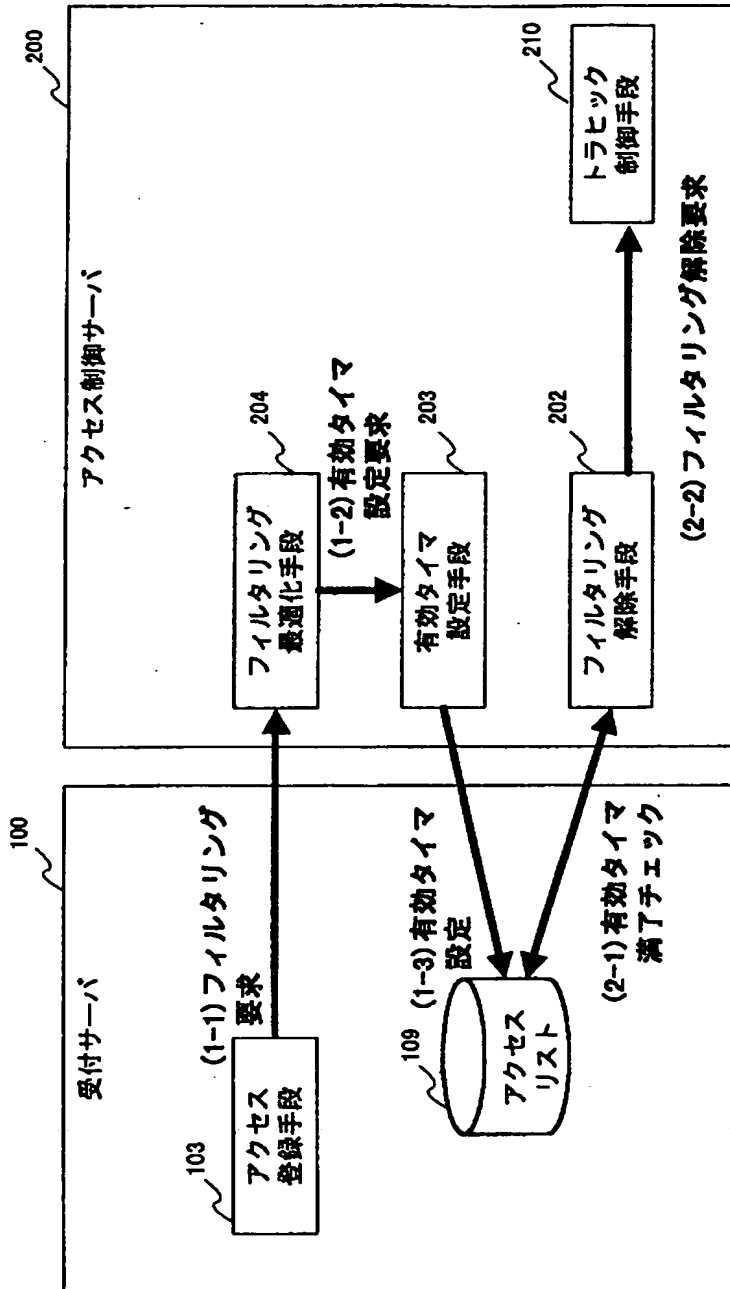 100
受付サーバ
103
アクセス
登録手段
(1-1)フィルタリング
要求
109
アクセス
リスト
(1-3)有効タイマ
設定
(2-1)有効タイマ
満了チェック
200
アクセス制御サーバ
204
フィルタリング
最適化手段
(1-2)有効タイマ
設定要求
203
有効タイマ
設定手段
202
フィルタリング
解除手段
(2-2)フィルタリング解除要求
210
トラヒック
制御手段